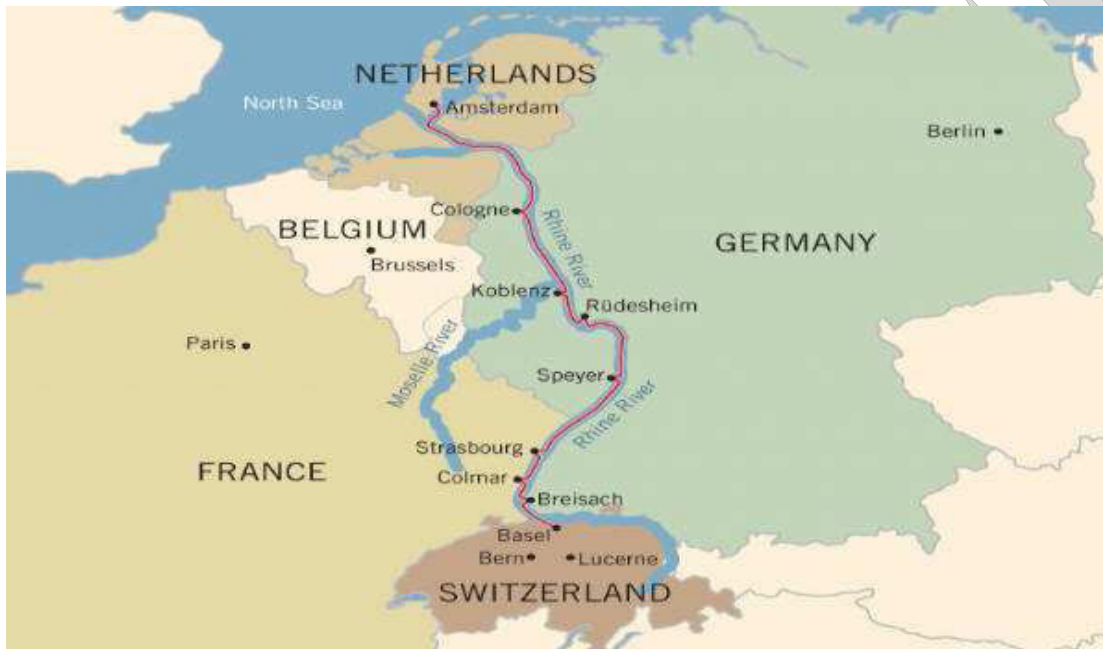 NETHERLANDS
North Sea
Amsterdam
Berlin
Cologne
Rhine River
BELGIUM
GERMANY
Brussels
Koblenz
Rüdesheim
Moselle River
Paris
Speyer
Rhine River
Strasbourg
FRANCE
Colmar
Breisach
Basel
Bern
Lucerne
SWITZERLAND